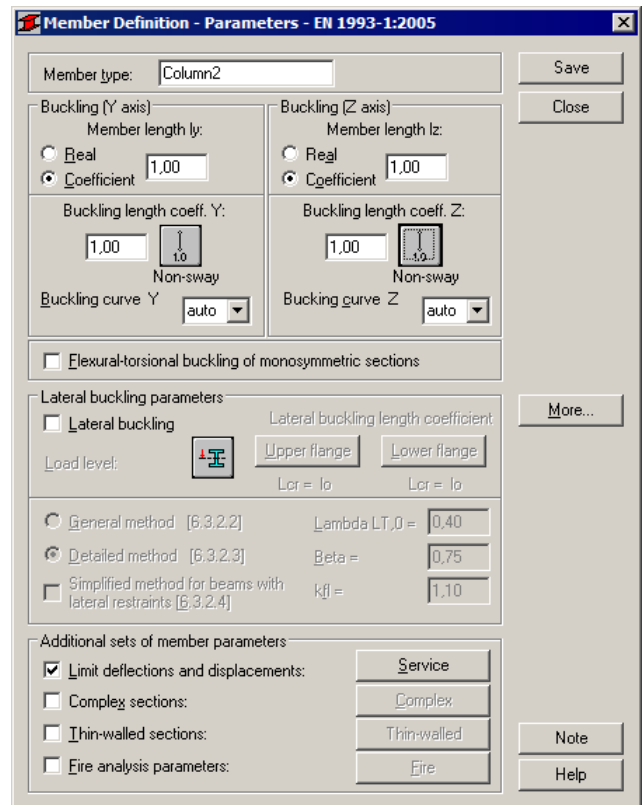 Member Definition - Parameters - EN 1993-1:2005
Member type: Column2
Save
Close
Buckling (Y axis)
Member length ly:
Real
Coefficient
1,00
Buckling length coeff. Y:
1,00
1.0
Non-sway
Buckling curve Y
auto
Buckling (Z axis)
Member length lz:
Real
Coefficient
1,00
Buckling length coeff. Z:
1,00
1.0
Non-sway
Bucking curve Z
auto
Flexural-torsional buckling of monosymmetric sections
More...
Lateral buckling parameters
Lateral buckling
Lateral buckling length coefficient
Load level:
Upper flange
Lower flange
Lcr = lo
Lcr = lo
General method [6.3.2.2]
Lambda LT,0 = 0,40
Detailed method [6.3.2.3]
Beta = 0,75
Simplified method for beams with
lateral restraints [6.3.2.4]
kfl = 1,10
Additional sets of member parameters
Limit deflections and displacements:
Service
Complex sections:
Complex
Thin-walled sections:
Thin-walled
Fire analysis parameters:
Fire
Note
Help